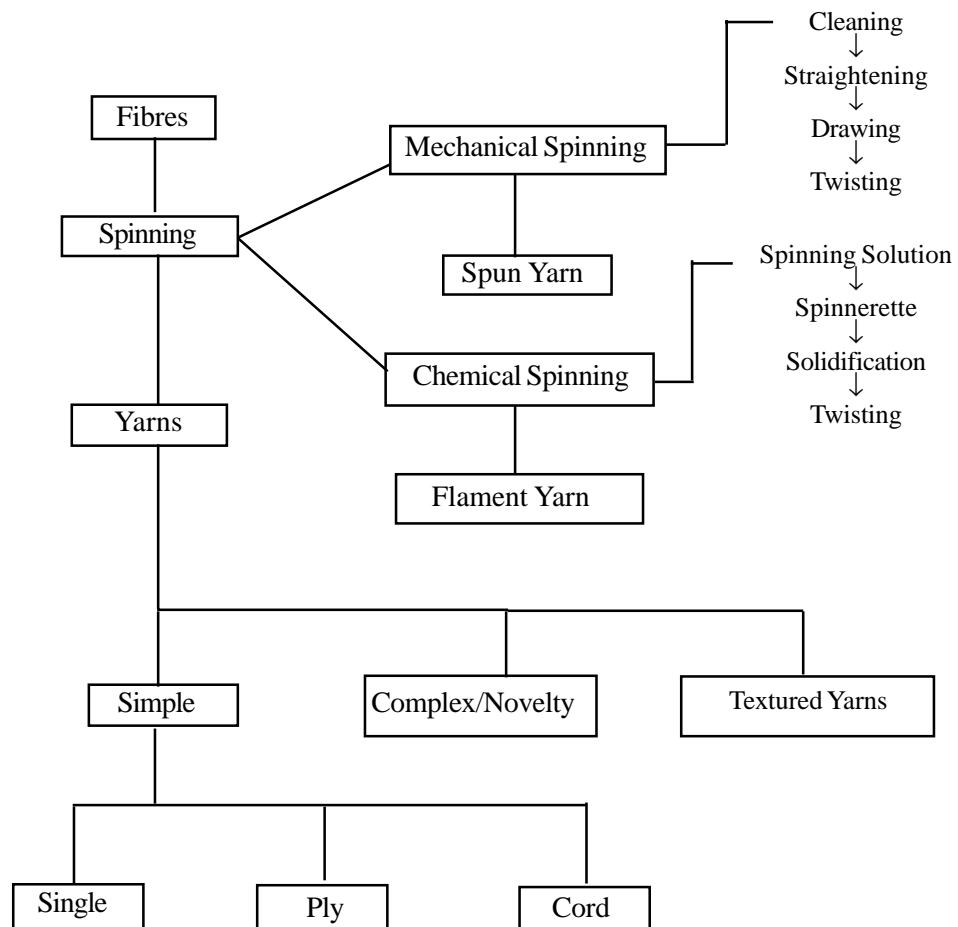 Fibres
Spinning
Mechanical Spinning
Cleaning
↓
Straightening
↓
Drawing
↓
Twisting
Spun Yarn
Chemical Spinning
Spinning Solution
↓
Spinnerette
↓
Solidification
↓
Twisting
Flament Yarn
Yarns
Simple
Complex/Novelty
Textured Yarns
Single
Ply
Cord